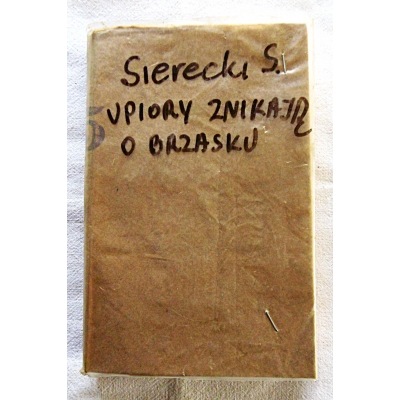 Sierecki S.
UPIORY ZNIKAJĄ
O BRZASKU